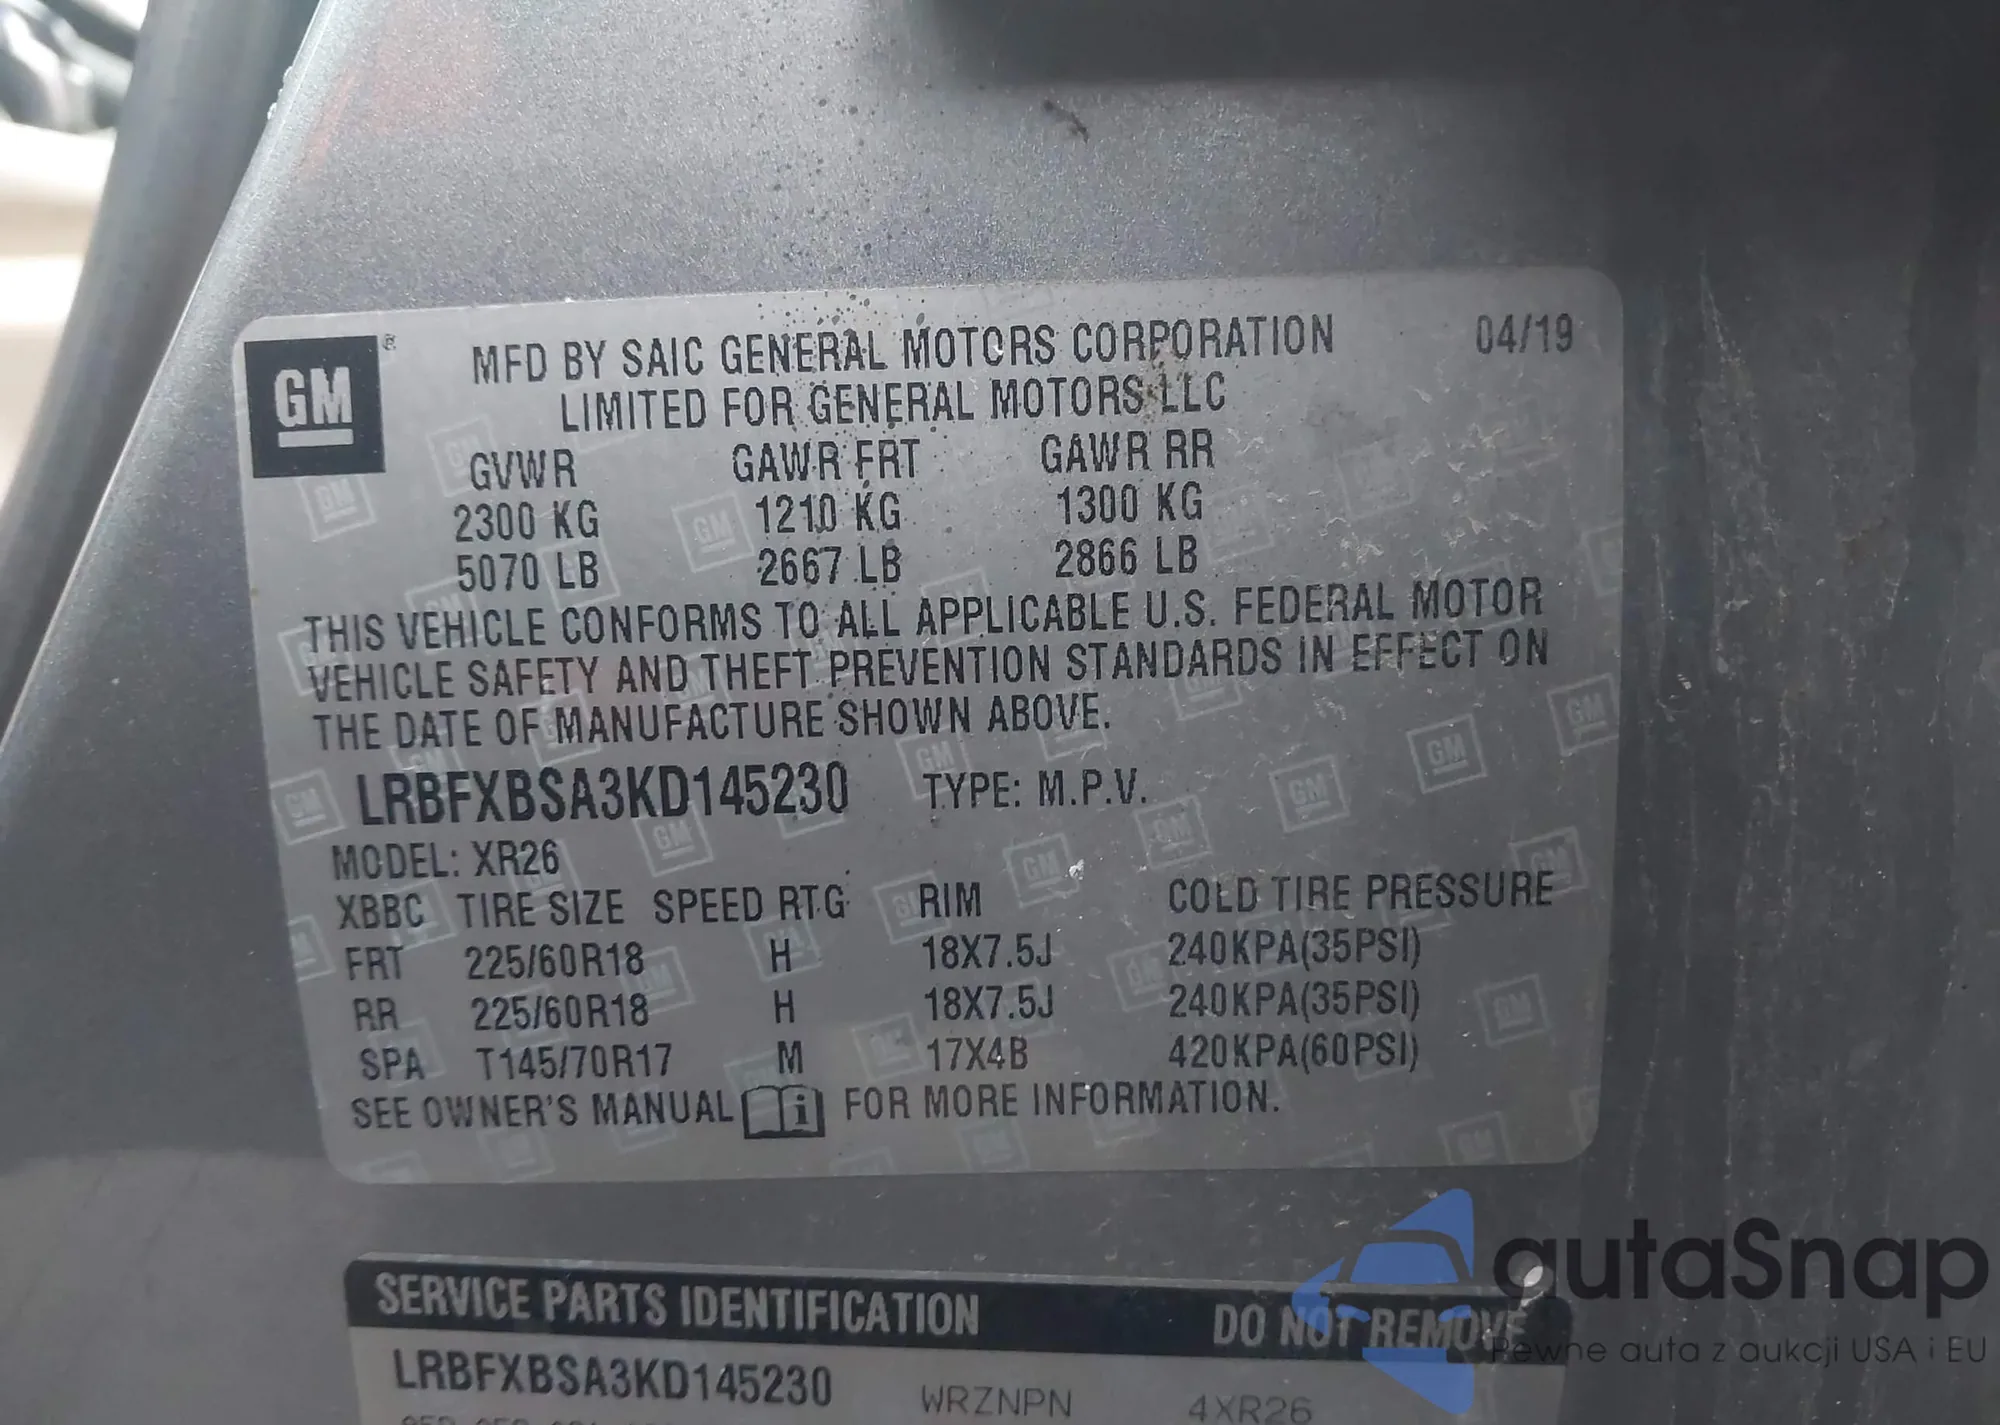 GM ®
MFD BY SAIC GENERAL MOTORS CORPORATION 04/19
LIMITED FOR GENERAL MOTORS LLC
GVWR GAWR FRT GAWR RR
2300 KG 1210 KG 1300 KG
5070 LB 2667 LB 2866 LB
THIS VEHICLE CONFORMS TO ALL APPLICABLE U.S. FEDERAL MOTOR
VEHICLE SAFETY AND THEFT PREVENTION STANDARDS IN EFFECT ON
THE DATE OF MANUFACTURE SHOWN ABOVE.
LRBFXBSA3KD145230 TYPE: M.P.V.
MODEL: XR26
XBBC TIRE SIZE SPEED RTG RIM COLD TIRE PRESSURE
FRT 225/60R18 H 18X7.5J 240KPA(35PSI)
RR 225/60R18 H 18X7.5J 240KPA(35PSI)
SPA T145/70R17 M 17X4B 420KPA(60PSI)
SEE OWNER'S MANUAL FOR MORE INFORMATION.
SERVICE PARTS IDENTIFICATION DO NOT REMOVE
LRBFXBSA3KD145230 WRZNPN 4XR26
autaSnap
Pewne auta z aukcji USA i EU